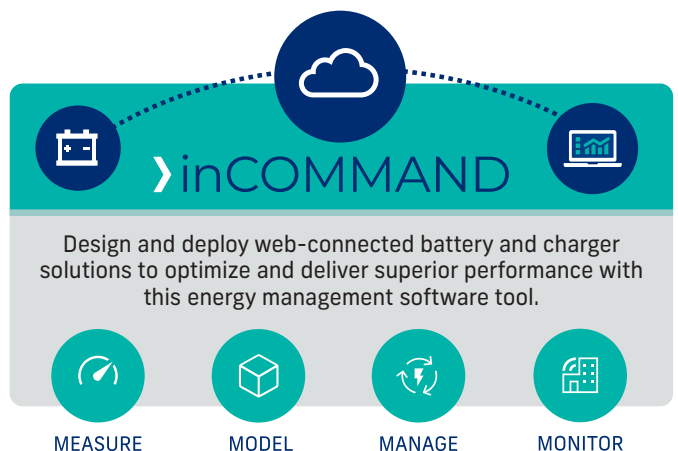 inCOMMAND
Design and deploy web-connected battery and charger
solutions to optimize and deliver superior performance with
this energy management software tool.
MEASURE
MODEL
MANAGE
MONITOR